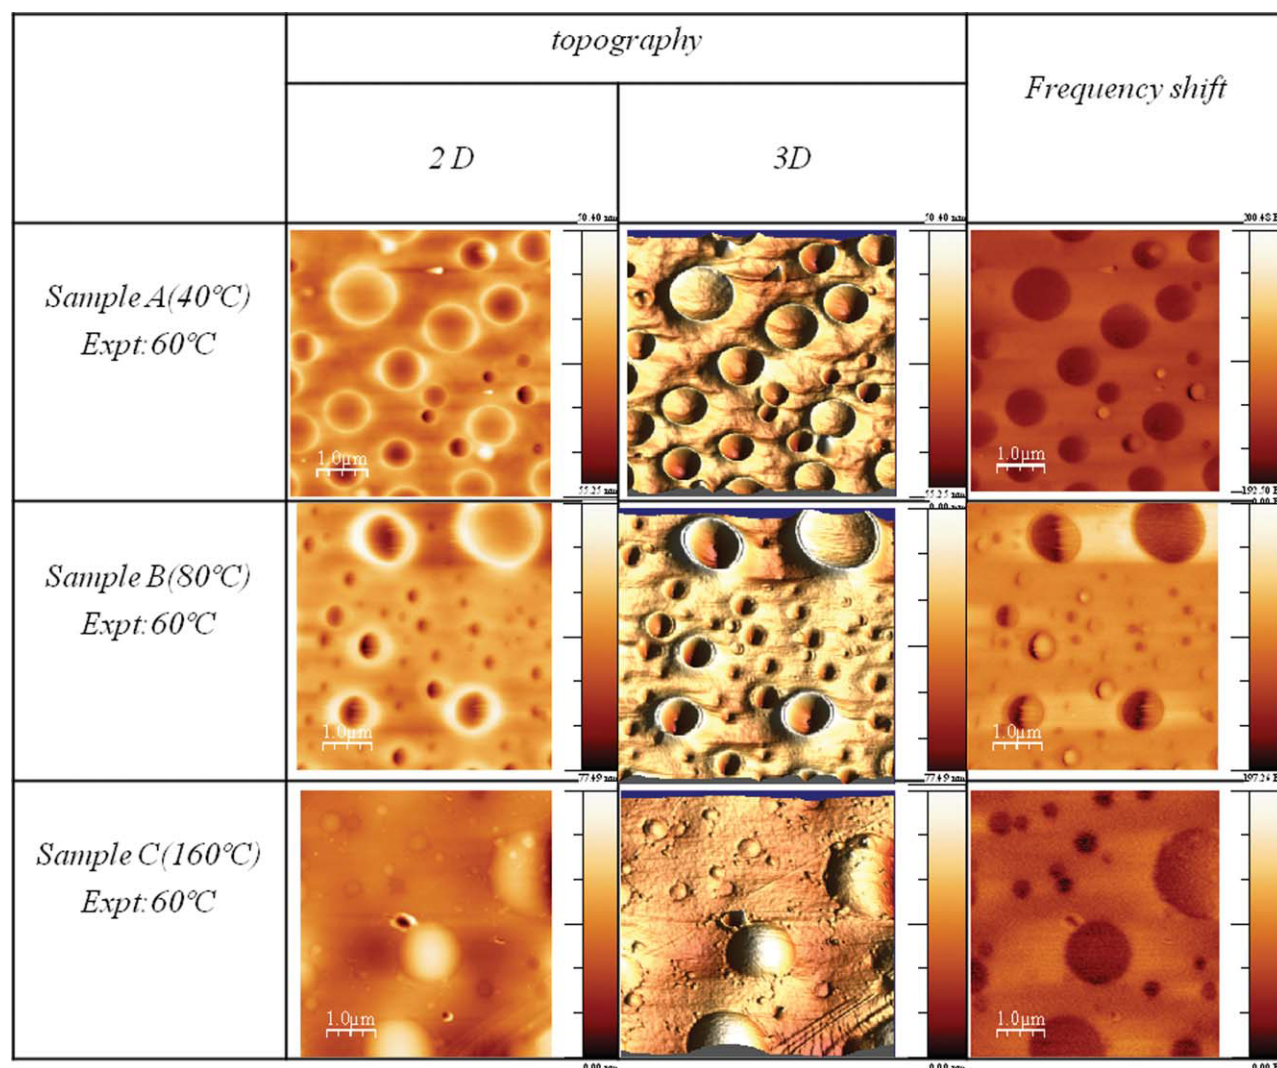 topography
Frequency shift
2 D
3D
Sample A(40°C)
Expt: 60°C
1.0µm
1.0µm
Sample B(80°C)
Expt: 60°C
1.0µm
1.0µm
Sample C(160°C)
Expt: 60°C
1.0µm
1.0µm